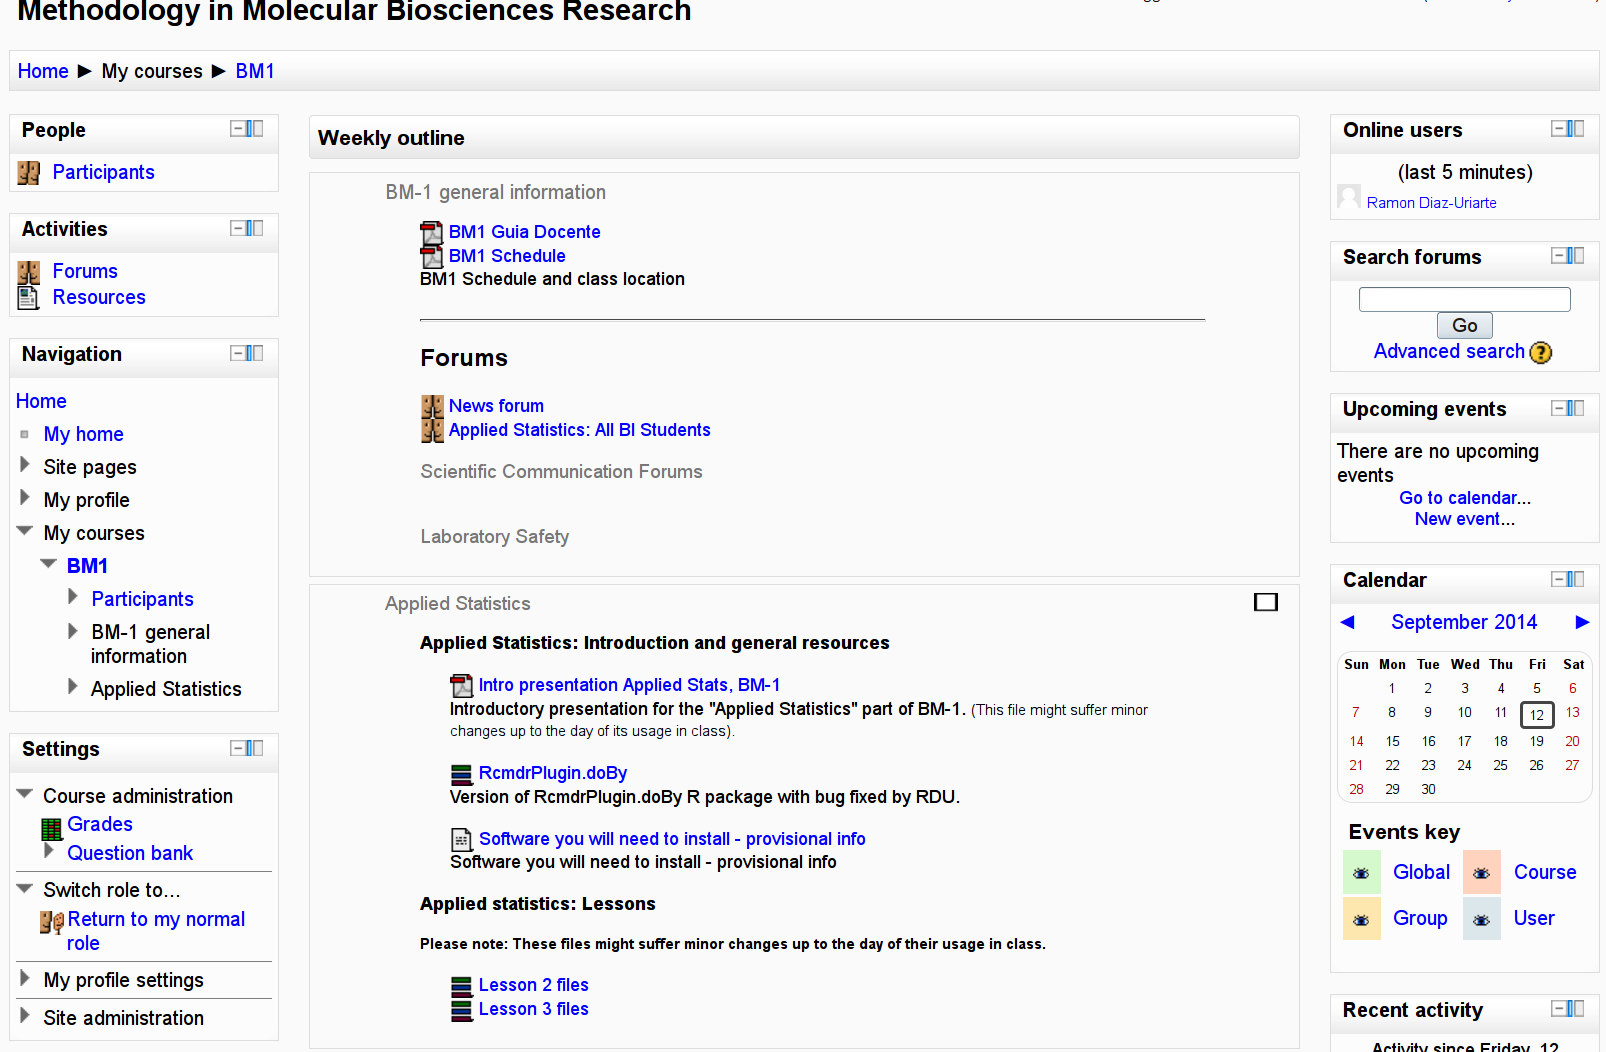 Methodology in Molecular Biosciences Research
Home ► My courses ► BM1
People
Participants
Activities
Forums
Resources
Navigation
Home
My home
Site pages
My profile
My courses
BM1
Participants
BM-1 general
information
Applied Statistics
Settings
Course administration
Grades
Question bank
Switch role to...
Return to my normal
role
My profile settings
Site administration
Weekly outline
BM-1 general information
BM1 Guia Docente
BM1 Schedule
BM1 Schedule and class location
Forums
News forum
Applied Statistics: All BI Students
Scientific Communication Forums
Laboratory Safety
Applied Statistics
Applied Statistics: Introduction and general resources
Intro presentation Applied Stats, BM-1
Introductory presentation for the "Applied Statistics" part of BM-1. (This file might suffer minor
changes up to the day of its usage in class).
RcmdrPlugin.doBy
Version of RcmdrPlugin.doBy R package with bug fixed by RDU.
Software you will need to install - provisional info
Software you will need to install - provisional info
Applied statistics: Lessons
Please note: These files might suffer minor changes up to the day of their usage in class.
Lesson 2 files
Lesson 3 files
Online users
(last 5 minutes)
Ramon Diaz-Uriarte
Search forums
Go
Advanced search ?
Upcoming events
There are no upcoming
events
Go to calendar...
New event...
Calendar
◄ September 2014 ►
Sun Mon Tue Wed Thu Fri Sat
1 2 3 4 5 6
7 8 9 10 11 12 13
14 15 16 17 18 19 20
21 22 23 24 25 26 27
28 29 30
Events key
Global Course
Group User
Recent activity
Activity since Friday, 12